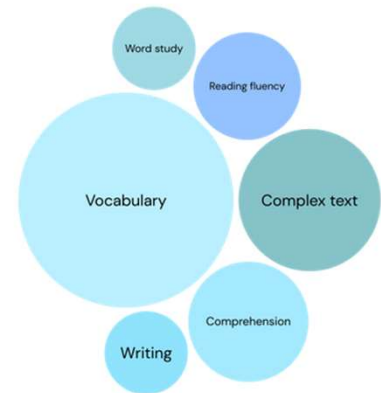 Word study
Reading fluency
Vocabulary
Complex text
Comprehension
Writing